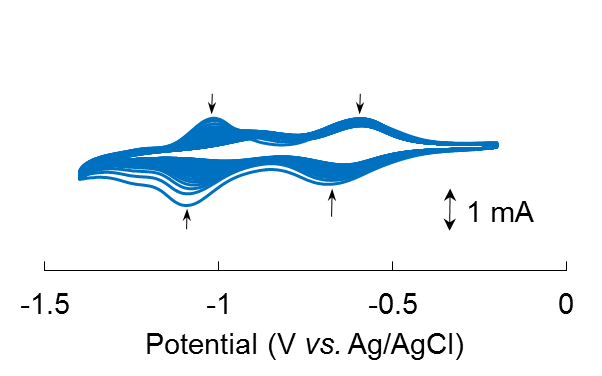 1 mA
-1.5 -1 -0.5 0
Potential (V vs. Ag/AgCl)